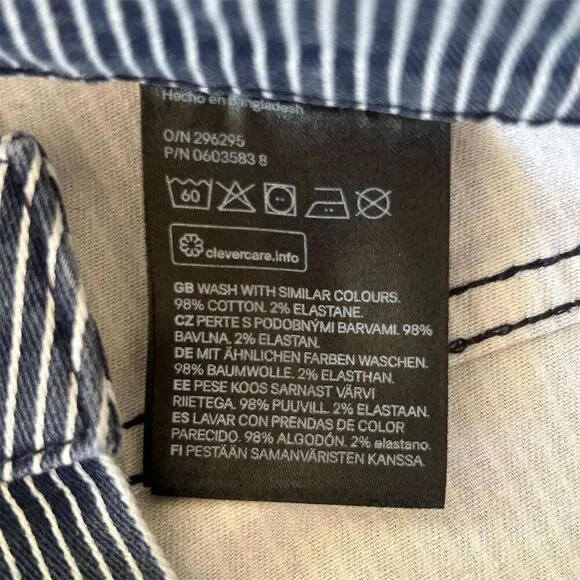 Hecho en Bangladesh
O/N 296295
P/N 0603583 8
60
clevercare.info
GB WASH WITH SIMILAR COLOURS.
98% COTTON. 2% ELASTANE.
CZ PERTE S PODOBNÝMI BARVAMI. 98%
BAVLNA. 2% ELASTAN.
DE MIT ÄHNLICHEN FARBEN WASCHEN.
98% BAUMWOLLE. 2% ELASTHAN.
EE PESE KOOS SARNAST VÄRVI
RIIETEGA. 98% PUUVILL. 2% ELASTAAN.
ES LAVAR CON PRENDAS DE COLOR
PARECIDO. 98% ALGODÓN. 2% elastano.
FI PESTÄÄN SAMANVÄRISTEN KANSSA.